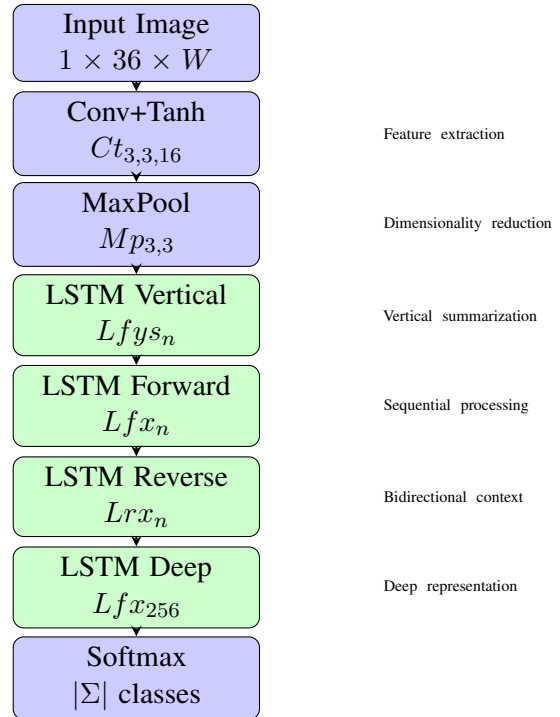 Input Image
1 × 36 × W
Conv+Tanh
Ct₃,₃,₁₆
Feature extraction
MaxPool
Mp₃,₃
Dimensionality reduction
LSTM Vertical
Lfysₙ
Vertical summarization
LSTM Forward
Lfxₙ
Sequential processing
LSTM Reverse
Lrxₙ
Bidirectional context
LSTM Deep
Lfx₂₅₆
Deep representation
Softmax
|Σ| classes